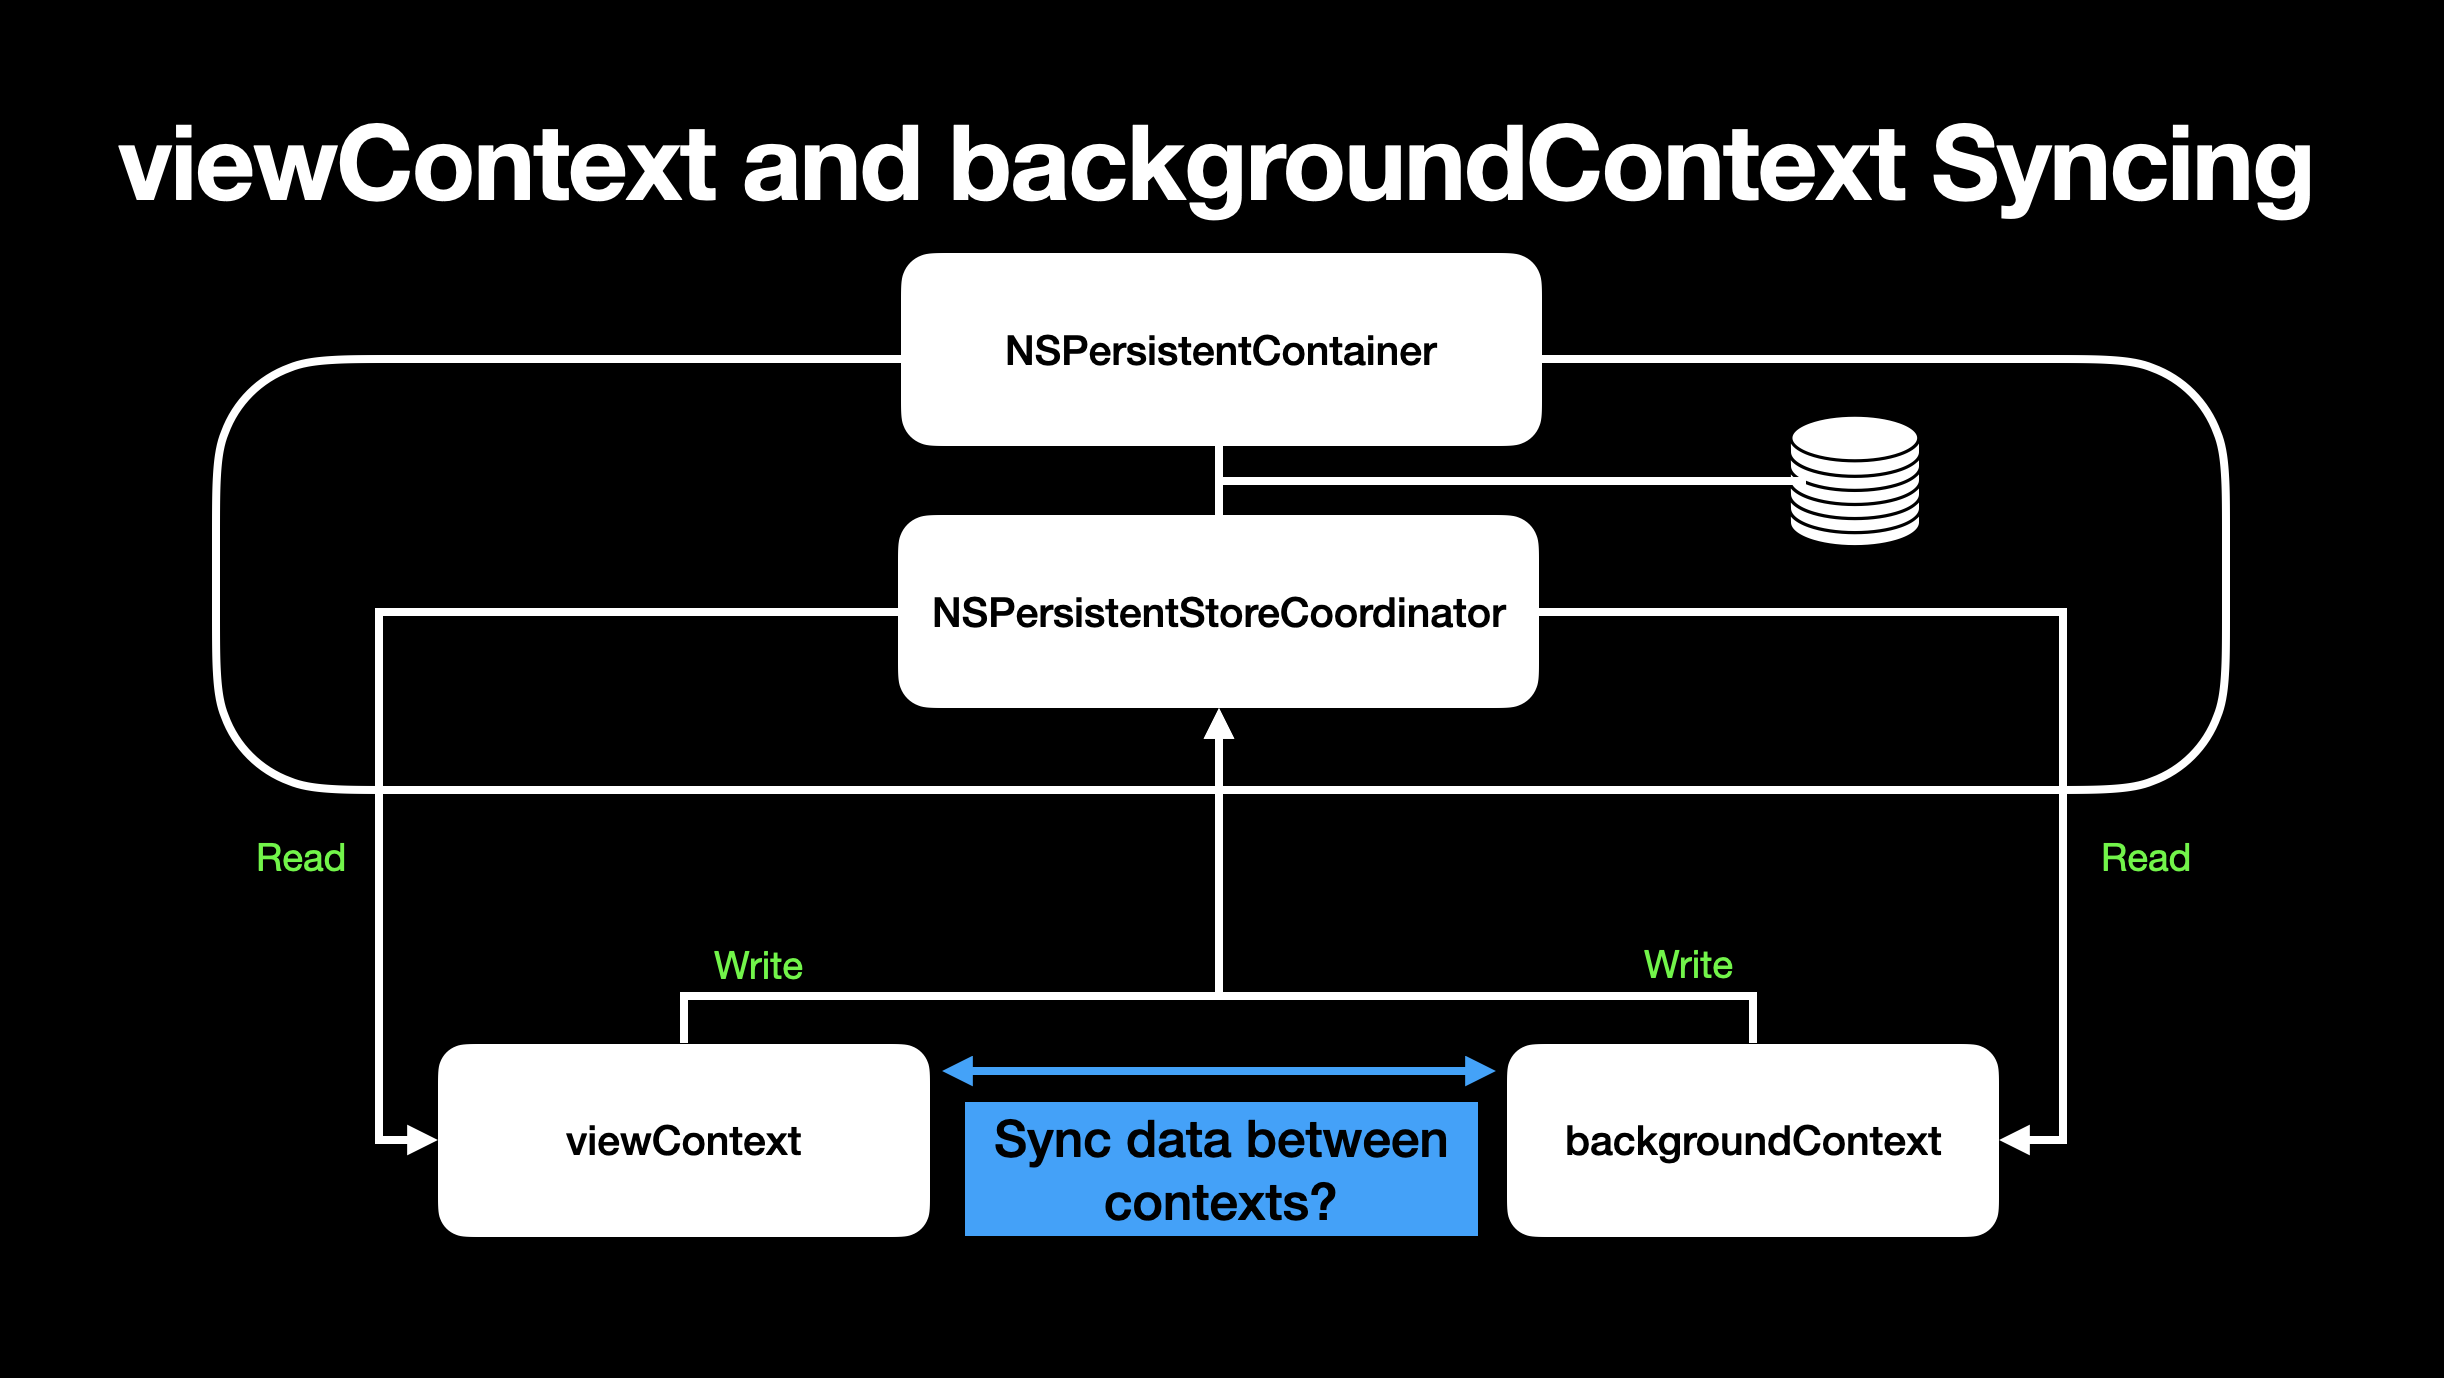 viewContext and backgroundContext Syncing
NSPersistentContainer
NSPersistentStoreCoordinator
Read
Read
Write
Write
viewContext
Sync data between
contexts?
backgroundContext